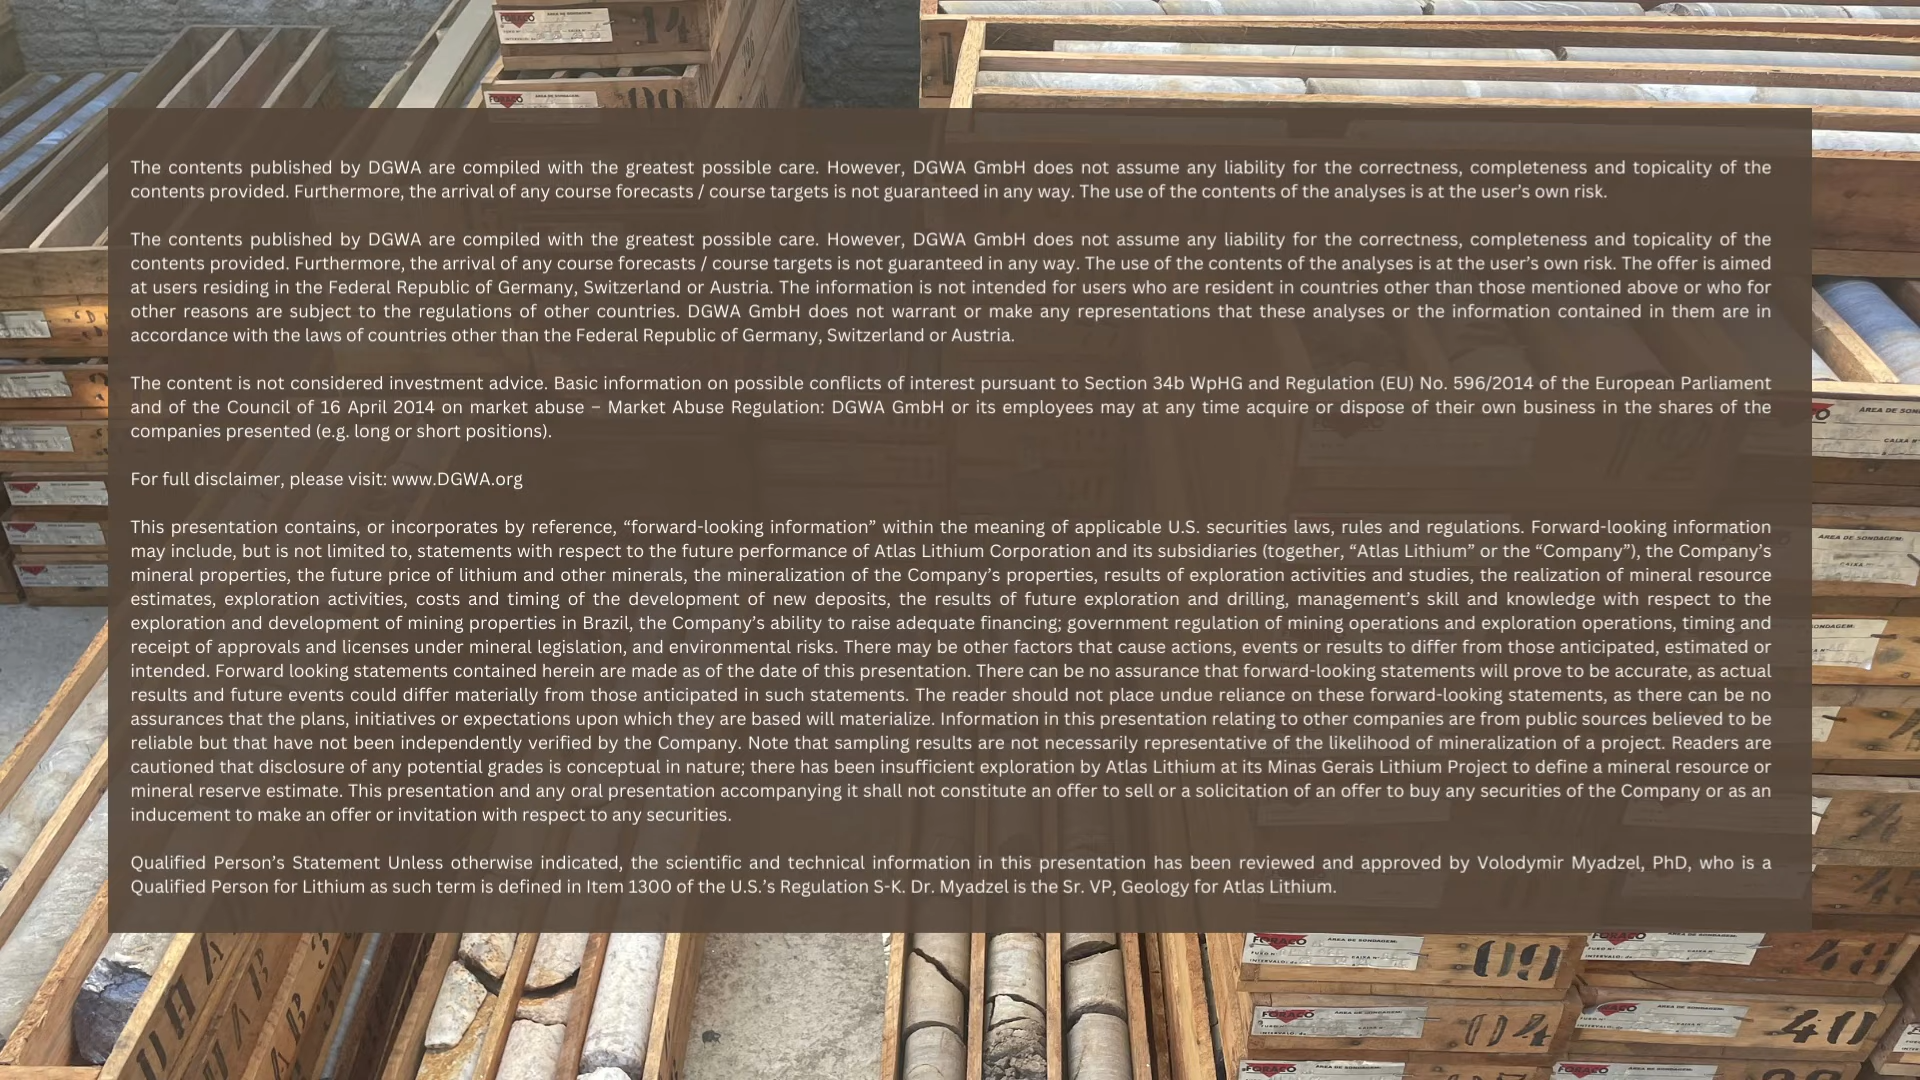 FORACO
14
FORACO
ÁREA DE SONDAGEM:
The contents published by DGWA are compiled with the greatest possible care. However, DGWA GmbH does not assume any liability for the correctness, completeness and topicality of the
contents provided. Furthermore, the arrival of any course forecasts / course targets is not guaranteed in any way. The use of the contents of the analyses is at the user’s own risk.
The contents published by DGWA are compiled with the greatest possible care. However, DGWA GmbH does not assume any liability for the correctness, completeness and topicality of the
contents provided. Furthermore, the arrival of any course forecasts / course targets is not guaranteed in any way. The use of the contents of the analyses is at the user’s own risk. The offer is aimed
at users residing in the Federal Republic of Germany, Switzerland or Austria. The information is not intended for users who are resident in countries other than those mentioned above or who for
other reasons are subject to the regulations of other countries. DGWA GmbH does not warrant or make any representations that these analyses or the information contained in them are in
accordance with the laws of countries other than the Federal Republic of Germany, Switzerland or Austria.
The content is not considered investment advice. Basic information on possible conflicts of interest pursuant to Section 34b WpHG and Regulation (EU) No. 596/2014 of the European Parliament
and of the Council of 16 April 2014 on market abuse – Market Abuse Regulation: DGWA GmbH or its employees may at any time acquire or dispose of their own business in the shares of the
companies presented (e.g. long or short positions).
For full disclaimer, please visit: www.DGWA.org
This presentation contains, or incorporates by reference, “forward-looking information” within the meaning of applicable U.S. securities laws, rules and regulations. Forward-looking information
may include, but is not limited to, statements with respect to the future performance of Atlas Lithium Corporation and its subsidiaries (together, “Atlas Lithium” or the “Company”), the Company’s
mineral properties, the future price of lithium and other minerals, the mineralization of the Company’s properties, results of exploration activities and studies, the realization of mineral resource
estimates, exploration activities, costs and timing of the development of new deposits, the results of future exploration and drilling, management’s skill and knowledge with respect to the
exploration and development of mining properties in Brazil, the Company’s ability to raise adequate financing; government regulation of mining operations and exploration operations, timing and
receipt of approvals and licenses under mineral legislation, and environmental risks. There may be other factors that cause actions, events or results to differ from those anticipated, estimated or
intended. Forward looking statements contained herein are made as of the date of this presentation. There can be no assurance that forward-looking statements will prove to be accurate, as actual
results and future events could differ materially from those anticipated in such statements. The reader should not place undue reliance on these forward-looking statements, as there can be no
assurances that the plans, initiatives or expectations upon which they are based will materialize. Information in this presentation relating to other companies are from public sources believed to be
reliable but that have not been independently verified by the Company. Note that sampling results are not necessarily representative of the likelihood of mineralization of a project. Readers are
cautioned that disclosure of any potential grades is conceptual in nature; there has been insufficient exploration by Atlas Lithium at its Minas Gerais Lithium Project to define a mineral resource or
mineral reserve estimate. This presentation and any oral presentation accompanying it shall not constitute an offer to sell or a solicitation of an offer to buy any securities of the Company or as an
inducement to make an offer or invitation with respect to any securities.
Qualified Person’s Statement Unless otherwise indicated, the scientific and technical information in this presentation has been reviewed and approved by Volodymir Myadzel, PhD, who is a
Qualified Person for Lithium as such term is defined in Item 1300 of the U.S.’s Regulation S-K. Dr. Myadzel is the Sr. VP, Geology for Atlas Lithium.
FORACO
ÁREA DE SONDAGEM:
09
48
FORACO
04
FORACO
40
FORACO